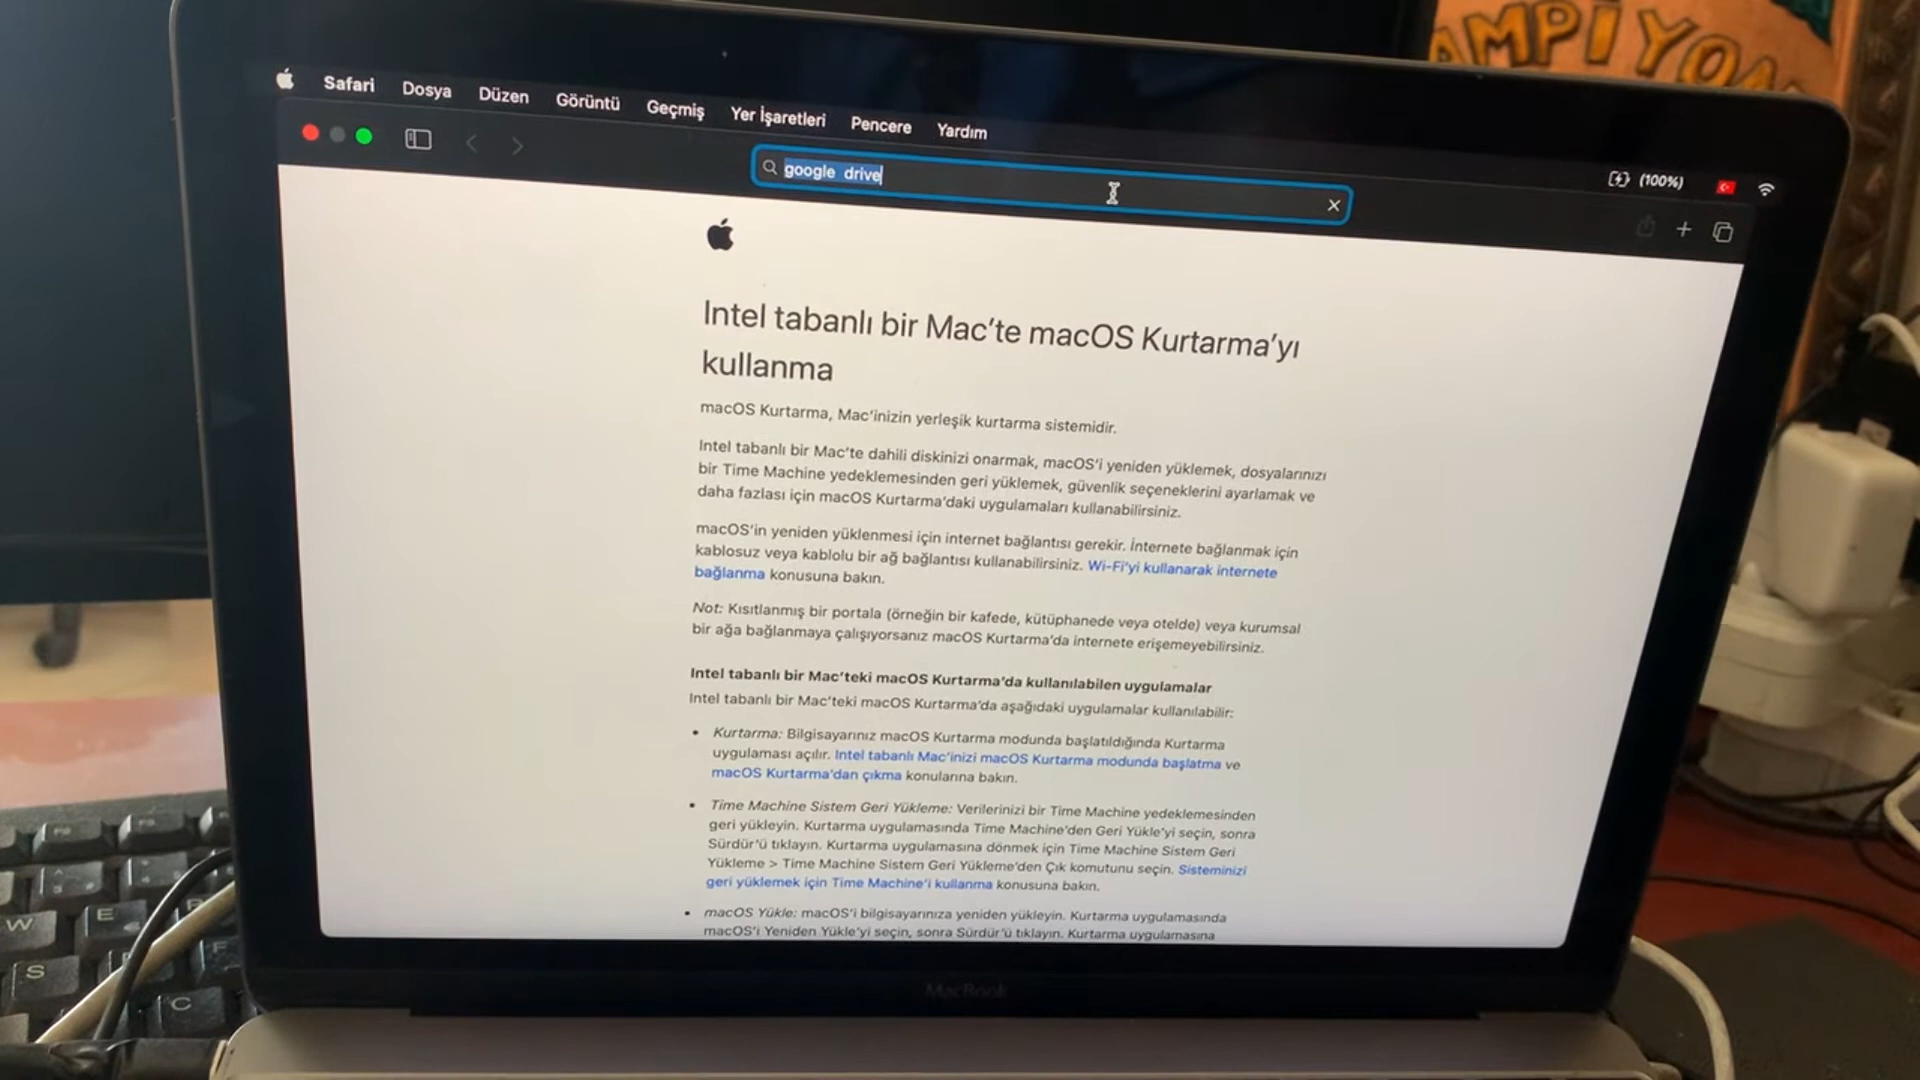 AMPİYON
Safari Dosya Düzen Görüntü Geçmiş Yer İşaretleri Pencere Yardım
(100%)
google drive
Intel tabanlı bir Mac'te macOS Kurtarma'yı
kullanma
macOS Kurtarma, Mac'inizin yerleşik kurtarma sistemidir.
Intel tabanlı bir Mac'te dahili diskinizi onarmak, macOS'i yeniden yüklemek, dosyalarınızı
bir Time Machine yedeklemesinden geri yüklemek, güvenlik seçeneklerini ayarlamak ve
daha fazlası için macOS Kurtarma'daki uygulamaları kullanabilirsiniz.
macOS'in yeniden yüklenmesi için internet bağlantısı gerekir. İnternete bağlanmak için
kablosuz veya kablolu bir ağ bağlantısı kullanabilirsiniz. Wi-Fi'yi kullanarak internete
bağlanma konusuna bakın.
Not: Kısıtlanmış bir portala (örneğin bir kafede, kütüphanede veya otelde) veya kurumsal
bir ağa bağlanmaya çalışıyorsanız macOS Kurtarma'da internete erişemeyebilirsiniz.
Intel tabanlı bir Mac'teki macOS Kurtarma'da kullanılabilen uygulamalar
Intel tabanlı bir Mac'teki macOS Kurtarma'da aşağıdaki uygulamalar kullanılabilir:
• Kurtarma: Bilgisayarınız macOS Kurtarma modunda başlatıldığında Kurtarma
uygulaması açılır. Intel tabanlı Mac'inizi macOS Kurtarma modunda başlatma ve
macOS Kurtarma'dan çıkma konularına bakın.
• Time Machine Sistem Geri Yükleme: Verilerinizi bir Time Machine yedeklemesinden
geri yükleyin. Kurtarma uygulamasında Time Machine'den Geri Yükle'yi seçin, sonra
Sürdür'ü tıklayın. Kurtarma uygulamasına dönmek için Time Machine Sistem Geri
Yükleme > Time Machine Sistem Geri Yükleme'den Çık komutunu seçin. Sisteminizi
geri yüklemek için Time Machine'i kullanma konusuna bakın.
• macOS Yükle: macOS'i bilgisayarınıza yeniden yükleyin. Kurtarma uygulamasında
macOS'i Yeniden Yükle'yi seçin, sonra Sürdür'ü tıklayın. Kurtarma uygulamasına
MacBook
W E R
S F
C